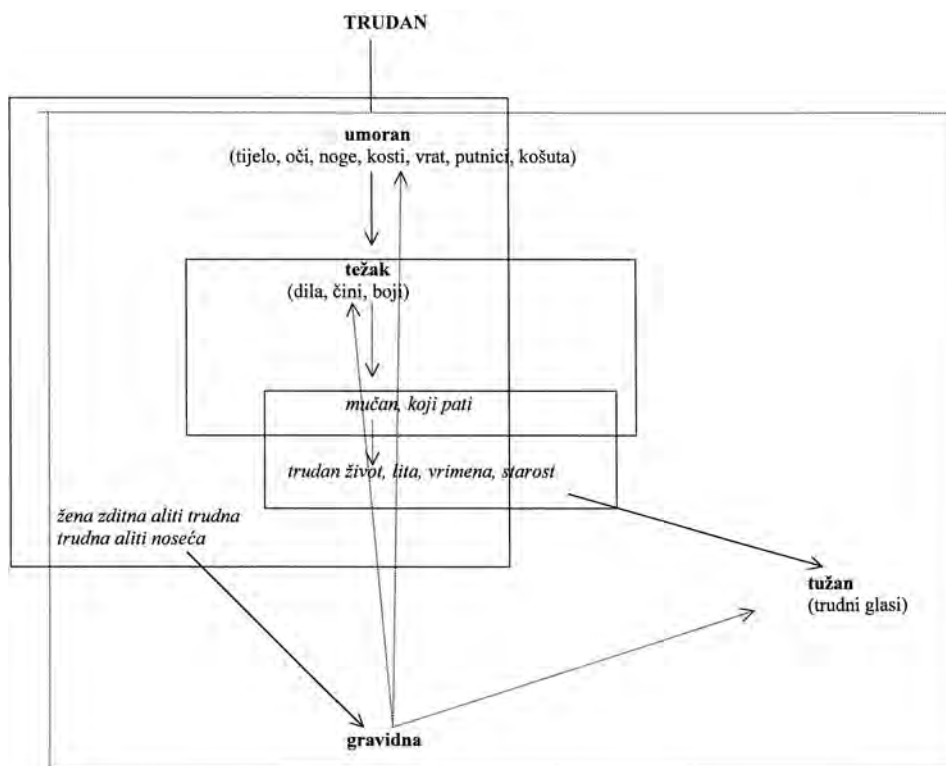 TRUDAN
umoran
(tijelo, oči, noge, kosti, vrat, putnici, košuta)
težak
(dila, čini, boji)
mučan, koji pati
trudan život, lita, vrimena, starost
žena zditna aliti trudna
trudna aliti noseća
tužan
(trudni glasi)
gravidna